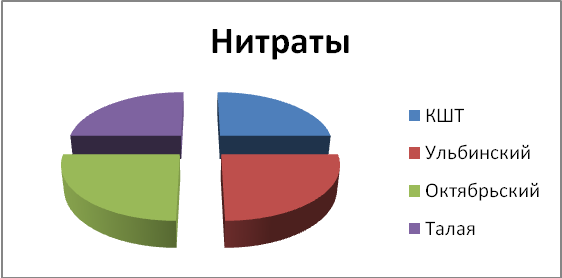 Нитраты
КШТ
Ульбинский
Октябрьский
Талая